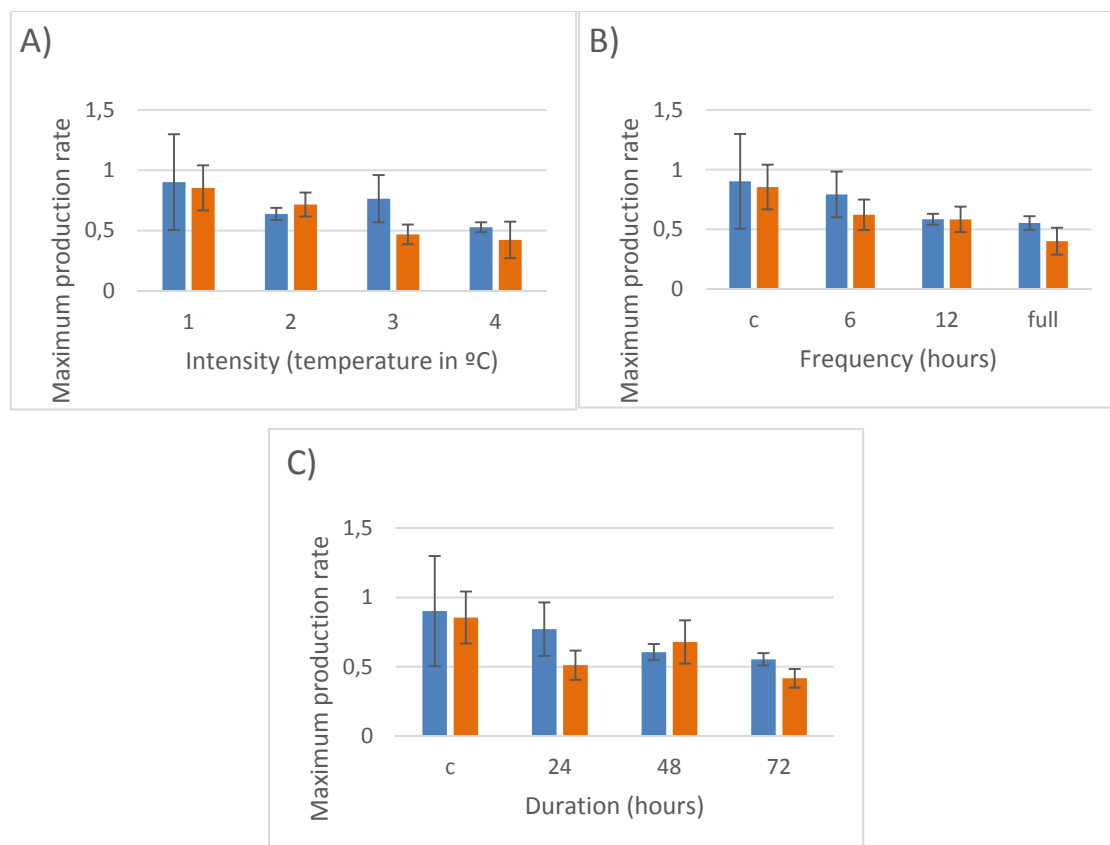 A)
Maximum production rate
1,5
1
0,5
0
1 2 3 4
Intensity (temperature in ºC)
B)
Maximum production rate
1,5
1
0,5
0
c 6 12 full
Frequency (hours)
C)
Maximum production rate
1,5
1
0,5
0
c 24 48 72
Duration (hours)